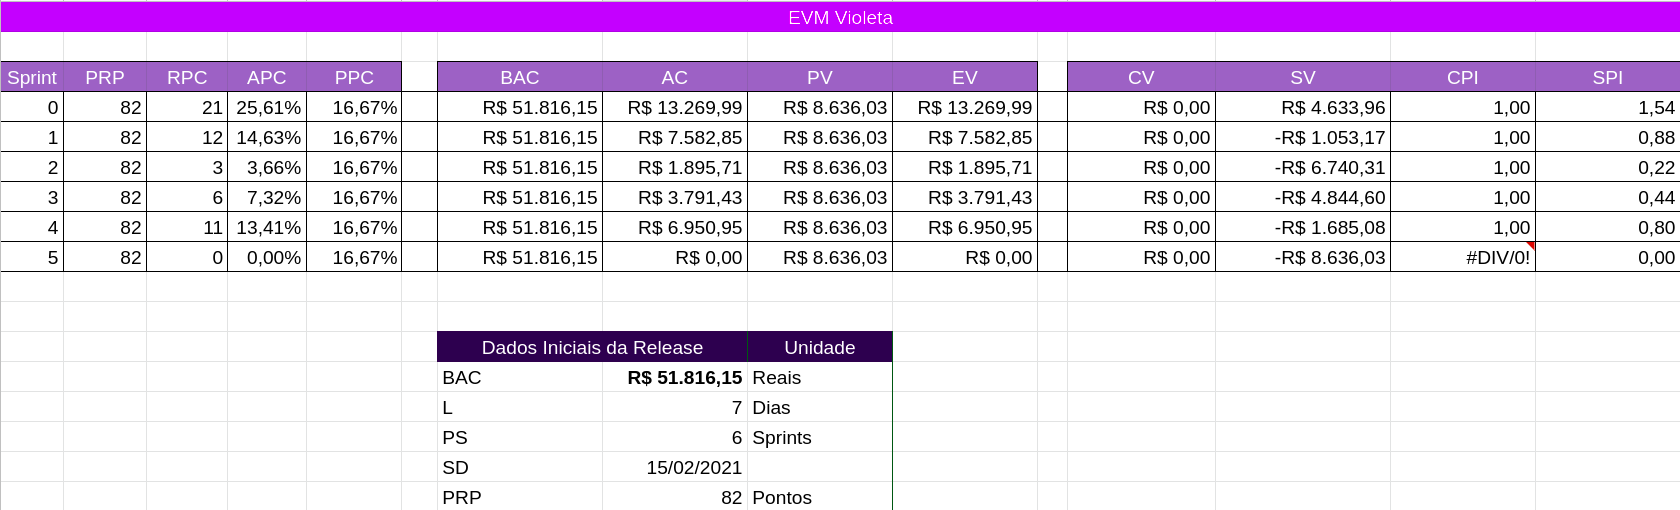 EVM Violeta
Sprint PRP RPC APC PPC BAC AC PV EV CV SV CPI SPI
0 82 21 25,61% 16,67% R$ 51.816,15 R$ 13.269,99 R$ 8.636,03 R$ 13.269,99 R$ 0,00 R$ 4.633,96 1,00 1,54
1 82 12 14,63% 16,67% R$ 51.816,15 R$ 7.582,85 R$ 8.636,03 R$ 7.582,85 R$ 0,00 -R$ 1.053,17 1,00 0,88
2 82 3 3,66% 16,67% R$ 51.816,15 R$ 1.895,71 R$ 8.636,03 R$ 1.895,71 R$ 0,00 -R$ 6.740,31 1,00 0,22
3 82 6 7,32% 16,67% R$ 51.816,15 R$ 3.791,43 R$ 8.636,03 R$ 3.791,43 R$ 0,00 -R$ 4.844,60 1,00 0,44
4 82 11 13,41% 16,67% R$ 51.816,15 R$ 6.950,95 R$ 8.636,03 R$ 6.950,95 R$ 0,00 -R$ 1.685,08 1,00 0,80
5 82 0 0,00% 16,67% R$ 51.816,15 R$ 0,00 R$ 8.636,03 R$ 0,00 R$ 0,00 -R$ 8.636,03 #DIV/0! 0,00
Dados Iniciais da Release Unidade
BAC R$ 51.816,15 Reais
L 7 Dias
PS 6 Sprints
SD 15/02/2021
PRP 82 Pontos